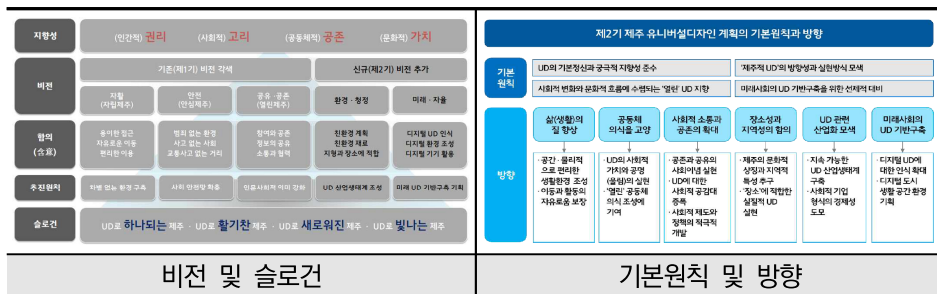 지향성
(인간적) 권리 (사회적) 고리 (공동체적) 공존 (문화적) 가치
비전
기존(제1기) 비전 각색 신규(제2기) 비전 추가
자활 안전 공유·공존 환경·청정 미래·자율
(자립제주) (안심제주) (열린제주)
함의
(含意)
용이한 접근
자유로운 이동
편리한 이용
범죄 없는 환경
사고 없는 사회
교통사고 없는 거리
참여와 공존
정보의 공유
소통과 협력
친환경 계획
친환경 재료
지형과 장소에 적합
디지털 UD 인식
디지털 환경 조성
디지털 기기 활용
추진원칙
차별 없는 환경 구축 사회 안전망 확충 인문사회적 가치 강화 UD 산업생태계 조성 미래 UD 기반구축 기획
슬로건
UD로 하나되는 제주 · UD로 활기찬 제주 · UD로 새로워진 제주 · UD로 빛나는 제주
비전 및 슬로건
제2기 제주 유니버설디자인 계획의 기본원칙과 방향
기본
원칙
UD의 기본정신과 궁극적 지향성 준수 '제주적 UD'의 방향성과 실현방식 모색
사회적 변화와 문화적 흐름에 수렴되는 '열린' UD 지향 미래사회의 UD 기반구축을 위한 선제적 대비
방향
삶(생활)의
질 향상
· 공간·물리적
으로 편리한
생활환경 조성
· 이동과 활동의
자유로움 보장
공동체
의식을 고양
· UD의 사회적
가치와 공명
(울림)의 실현
· '열린' 공동체
의식 조성에
기여
사회적 소통과
공존의 확대
· 공존과 공유의
사회이념 실현
· UD에 대한
사회적 공감대
증폭
· 사회적 제도와
정책의 적극적
개발
장소성과
지역성의 함의
· 제주의 문화적
상징과 지역적
특성 추구
· '장소'에 적합한
실질적 UD
실현
UD 관련
산업화 모색
· 지속 가능한
UD 산업생태계
구축
· 사회적 기업
형식의 경제성
도모
미래사회의
UD 기반구축
· 디지털 UD에
대한 인식 확대
· 디지털 도시
생활 공간 환경
기획
기본원칙 및 방향